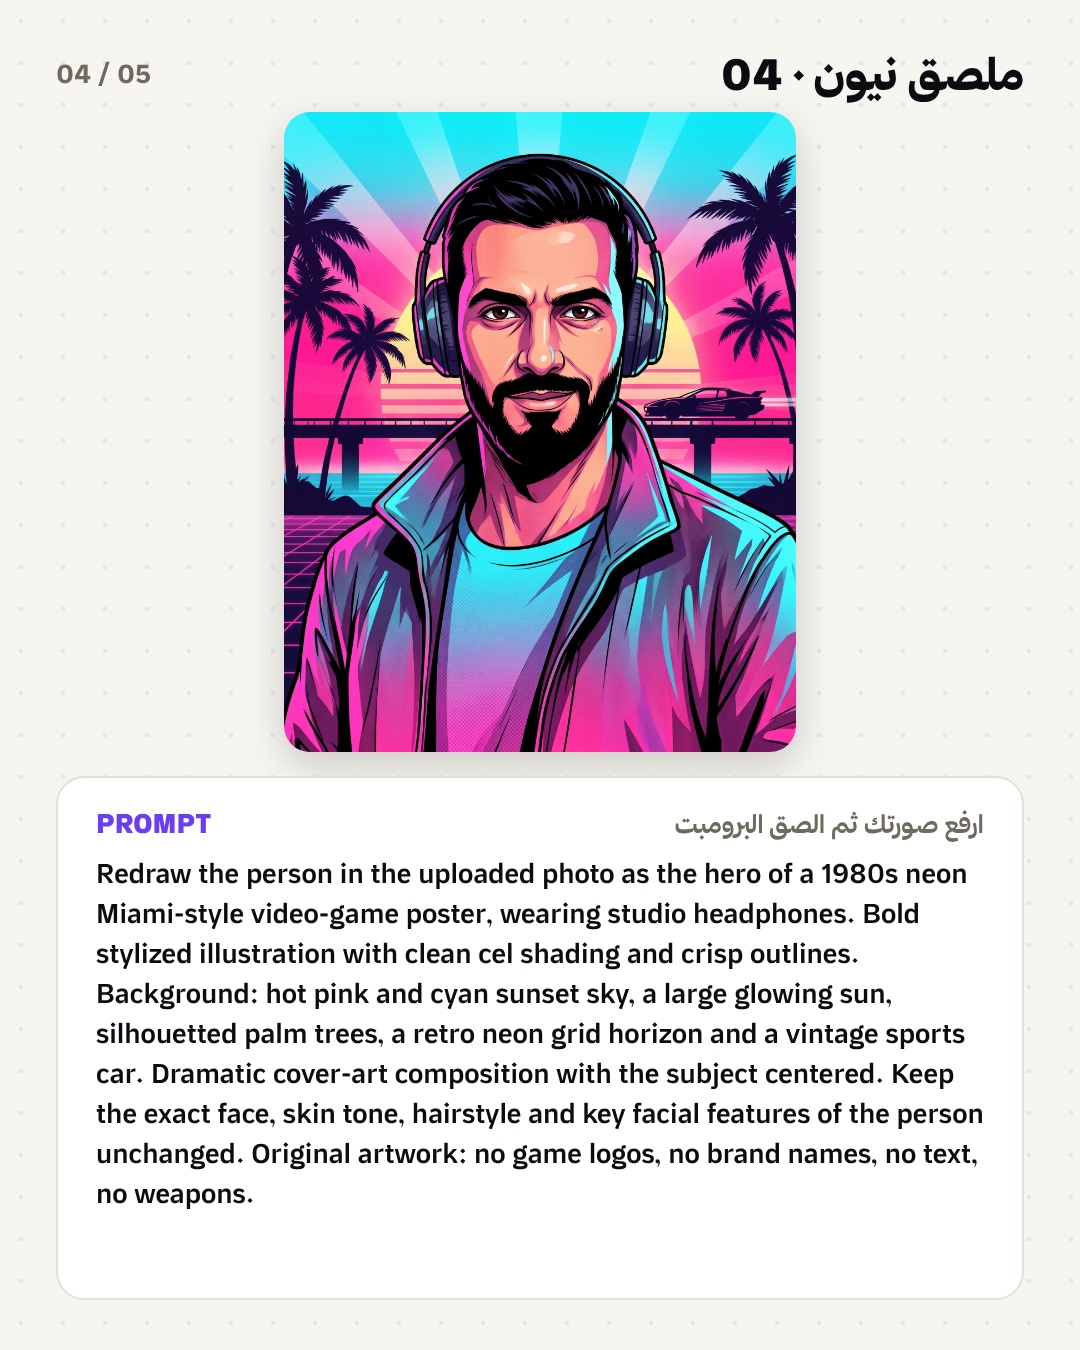 ملصق نيون · 04
04 / 05
PROMPT
ارفع صورتك ثم الصق البرومبت
Redraw the person in the uploaded photo as the hero of a 1980s neon
Miami-style video-game poster, wearing studio headphones. Bold
stylized illustration with clean cel shading and crisp outlines.
Background: hot pink and cyan sunset sky, a large glowing sun,
silhouetted palm trees, a retro neon grid horizon and a vintage sports
car. Dramatic cover-art composition with the subject centered. Keep
the exact face, skin tone, hairstyle and key facial features of the person
unchanged. Original artwork: no game logos, no brand names, no text,
no weapons.